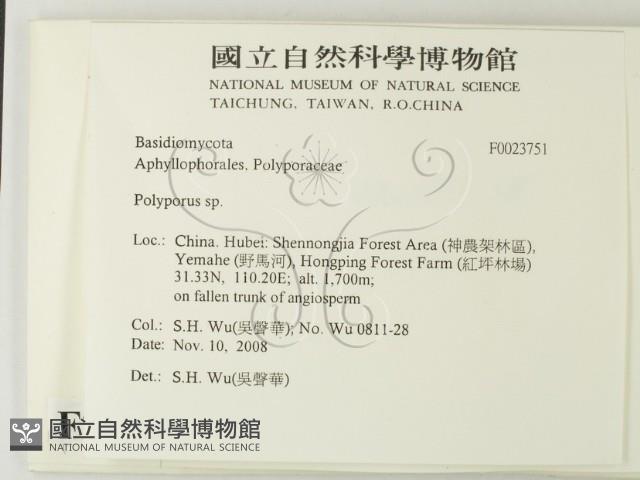 國立自然科學博物館
NATIONAL MUSEUM OF NATURAL SCIENCE
TAICHUNG, TAIWAN, R.O.CHINA
Basidiomycota F0023751
Aphyllophorales. Polyporaceae
Polyporus sp.
Loc.: China. Hubei: Shennongjia Forest Area (神農架林區),
Yemahe (野馬河), Hongping Forest Farm (紅坪林場)
31.33N, 110.20E; alt. 1,700m;
on fallen trunk of angiosperm
Col.: S.H. Wu(吳聲華); No. Wu 0811-28
Date: Nov. 10, 2008
Det.: S.H. Wu(吳聲華)
F
國立自然科學博物館
NATIONAL MUSEUM OF NATURAL SCIENCE